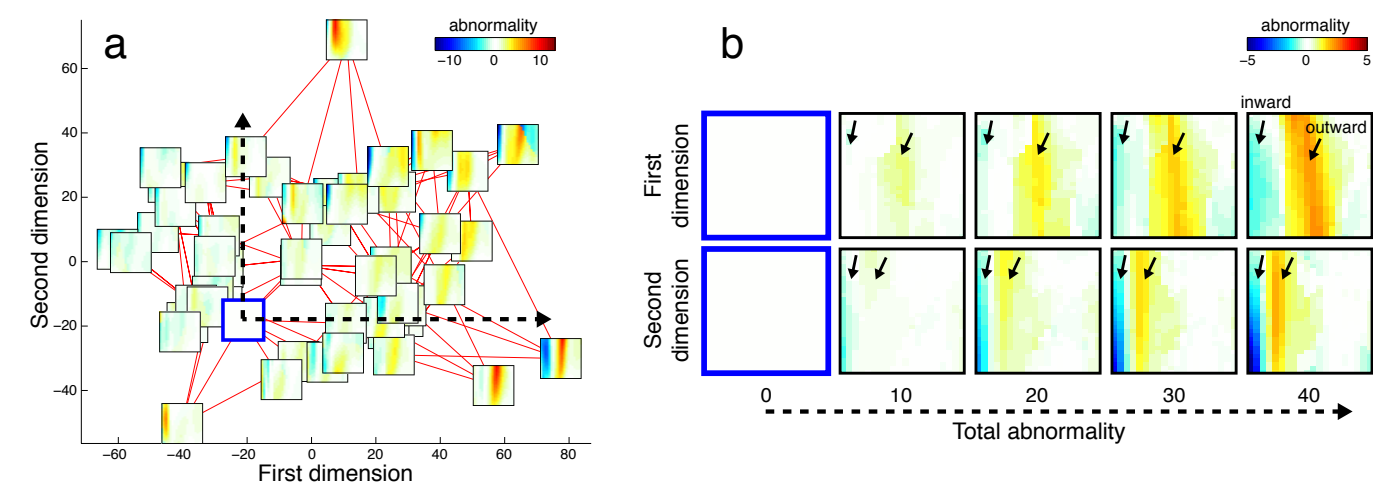 a
abnormality
−10 0 10
60
40
20
0
−20
−40
Second dimension
−60 −40 −20 0 20 40 60 80
First dimension
b
abnormality
−5 0 5
inward
outward
First
dimension
Second
dimension
0 10 20 30 40
Total abnormality